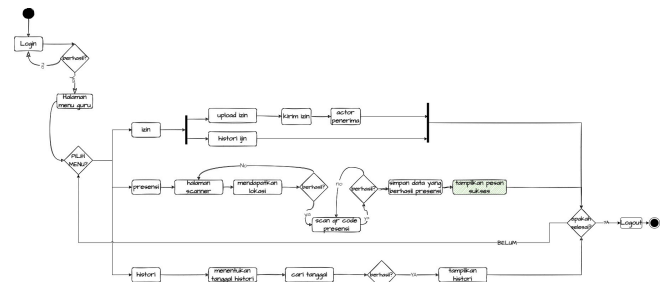 Login
berhasil?
Halaman
menu guru
PILIH
MENU?
izin
upload izin
kirim izin
actor
penerima
histori ijin
presensi
halaman
scanner
mendapatkan
lokasi
No
berhasil?
ya
scan qr code
presensi
no
berhasil?
simpan data yang
berhasil presensi
tampilkan pesan
sukses
apakah
selesai?
YA
Logout
BELUM
histori
menentukan
tanggal histori
cari tanggal
berhasil?
YA
tampilkan
histori